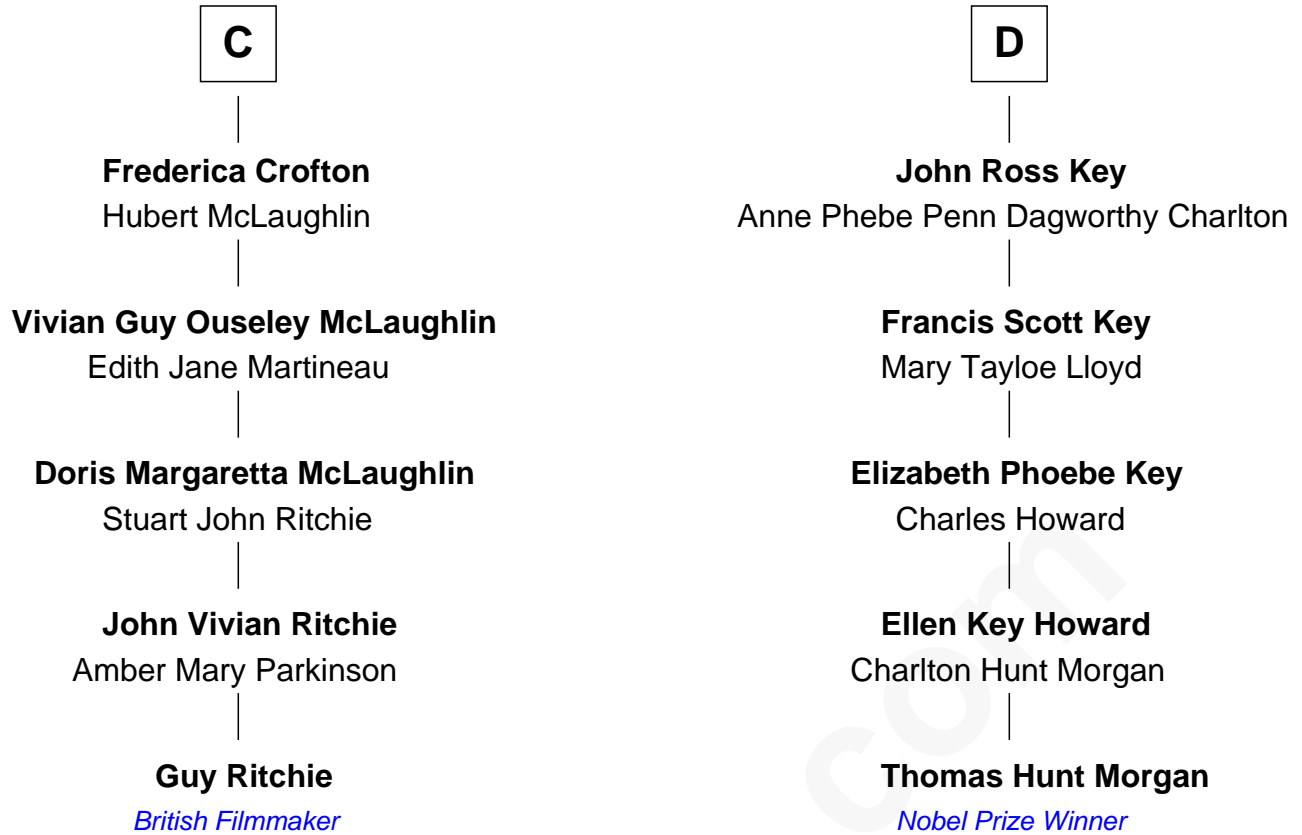 C
Frederica Crofton
Hubert McLaughlin
Vivian Guy Ouseley McLaughlin
Edith Jane Martineau
Doris Margaretta McLaughlin
Stuart John Ritchie
John Vivian Ritchie
Amber Mary Parkinson
Guy Ritchie
British Filmmaker
D
John Ross Key
Anne Phebe Penn Dagworthy Charlton
Francis Scott Key
Mary Tayloe Lloyd
Elizabeth Phoebe Key
Charles Howard
Ellen Key Howard
Charlton Hunt Morgan
Thomas Hunt Morgan
Nobel Prize Winner
com